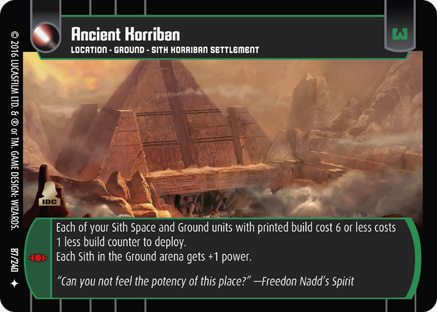 Ancient Korriban
LOCATION - GROUND - SITH KORRIBAN SETTLEMENT
IDC
Each of your Sith Space and Ground units with printed build cost 6 or less costs
1 less build counter to deploy.
Each Sith in the Ground arena gets +1 power.
“Can you not feel the potency of this place?” —Freedon Nadd's Spirit
© 2016 LUCASFILM LTD. & ® or TM. GAME DESIGN: WIZARDS. 87/240